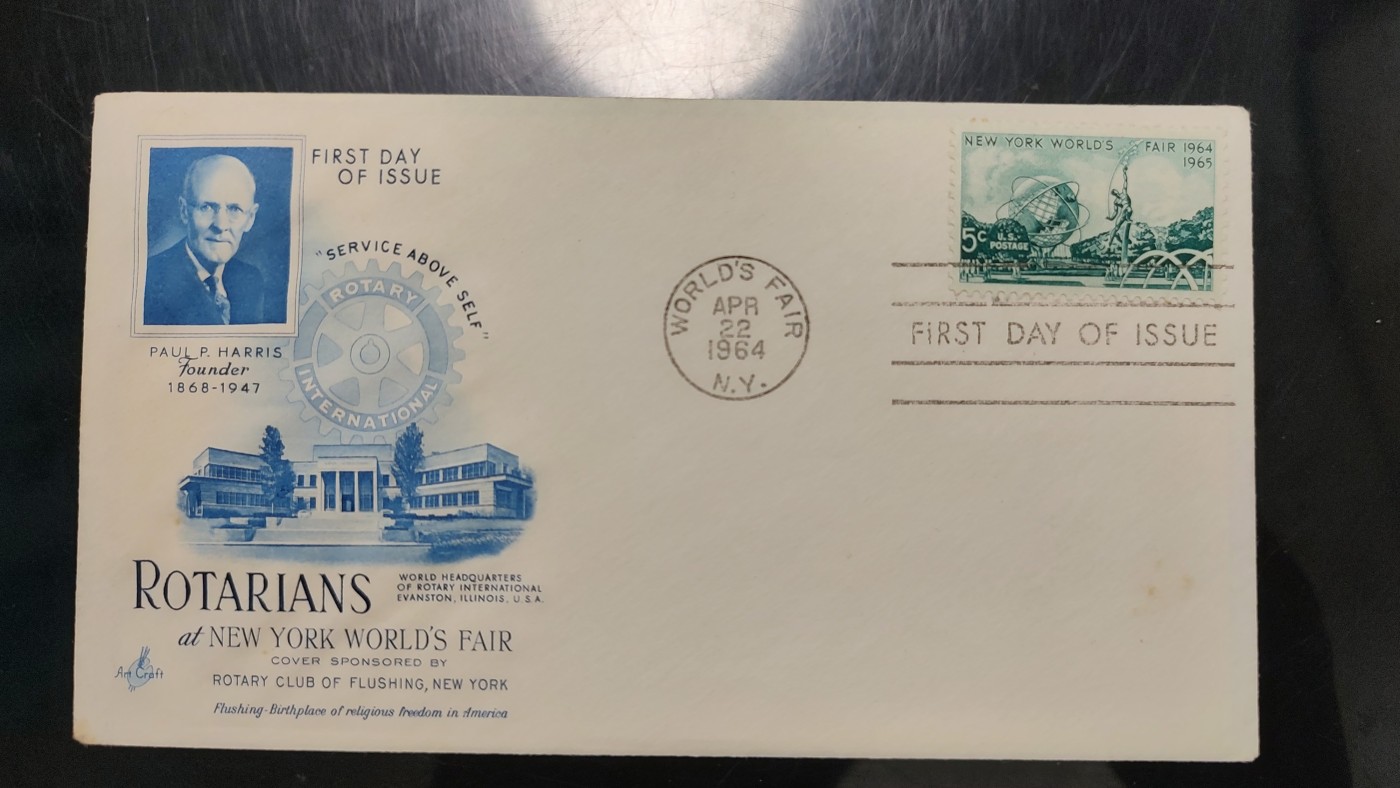 FIRST DAY
OF ISSUE
"SERVICE ABOVE SELF"
ROTARY
INTERNATIONAL
PAUL P. HARRIS
Founder
1868-1947
ROTARIANS
WORLD HEADQUARTERS
OF ROTARY INTERNATIONAL
EVANSTON, ILLINOIS, U.S.A.
at NEW YORK WORLD'S FAIR
COVER SPONSORED BY
ROTARY CLUB OF FLUSHING, NEW YORK
Flushing-Birthplace of religious freedom in America
Art Craft
WORLD'S FAIR
APR
22
1964
N.Y.
NEW YORK WORLD'S FAIR 1964
1965
5c U.S.
POSTAGE
FIRST DAY OF ISSUE